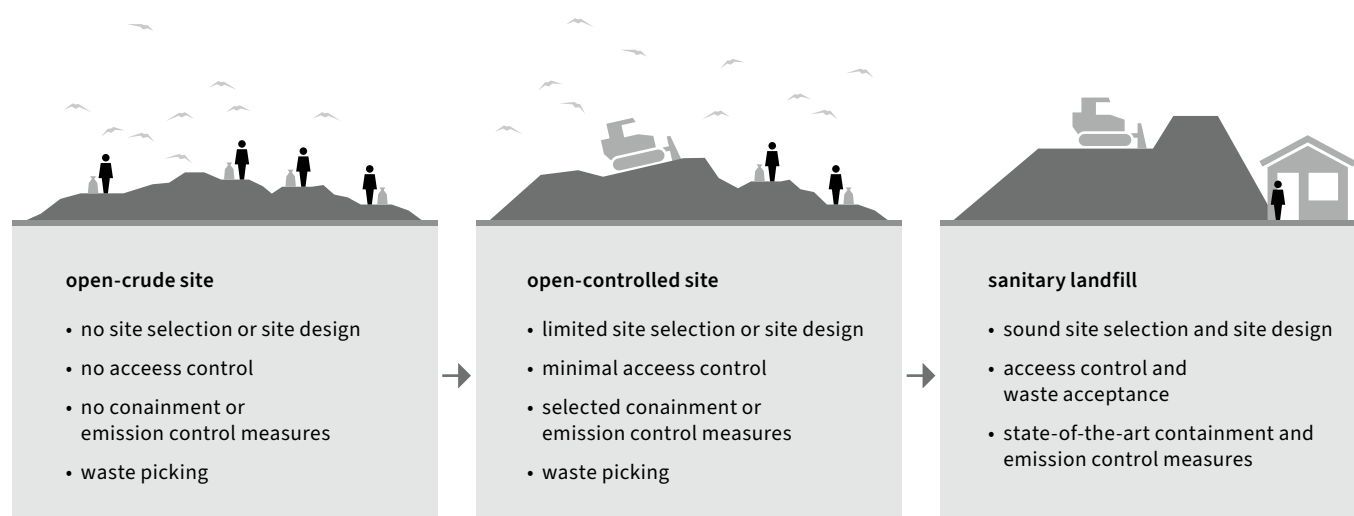 open-crude site
• no site selection or site design
• no acceess control
• no conainment or
emission control measures
• waste picking
open-controlled site
• limited site selection or site design
• minimal acceess control
• selected conainment or
emission control measures
• waste picking
sanitary landfill
• sound site selection and site design
• acceess control and
waste acceptance
• state-of-the-art containment and
emission control measures